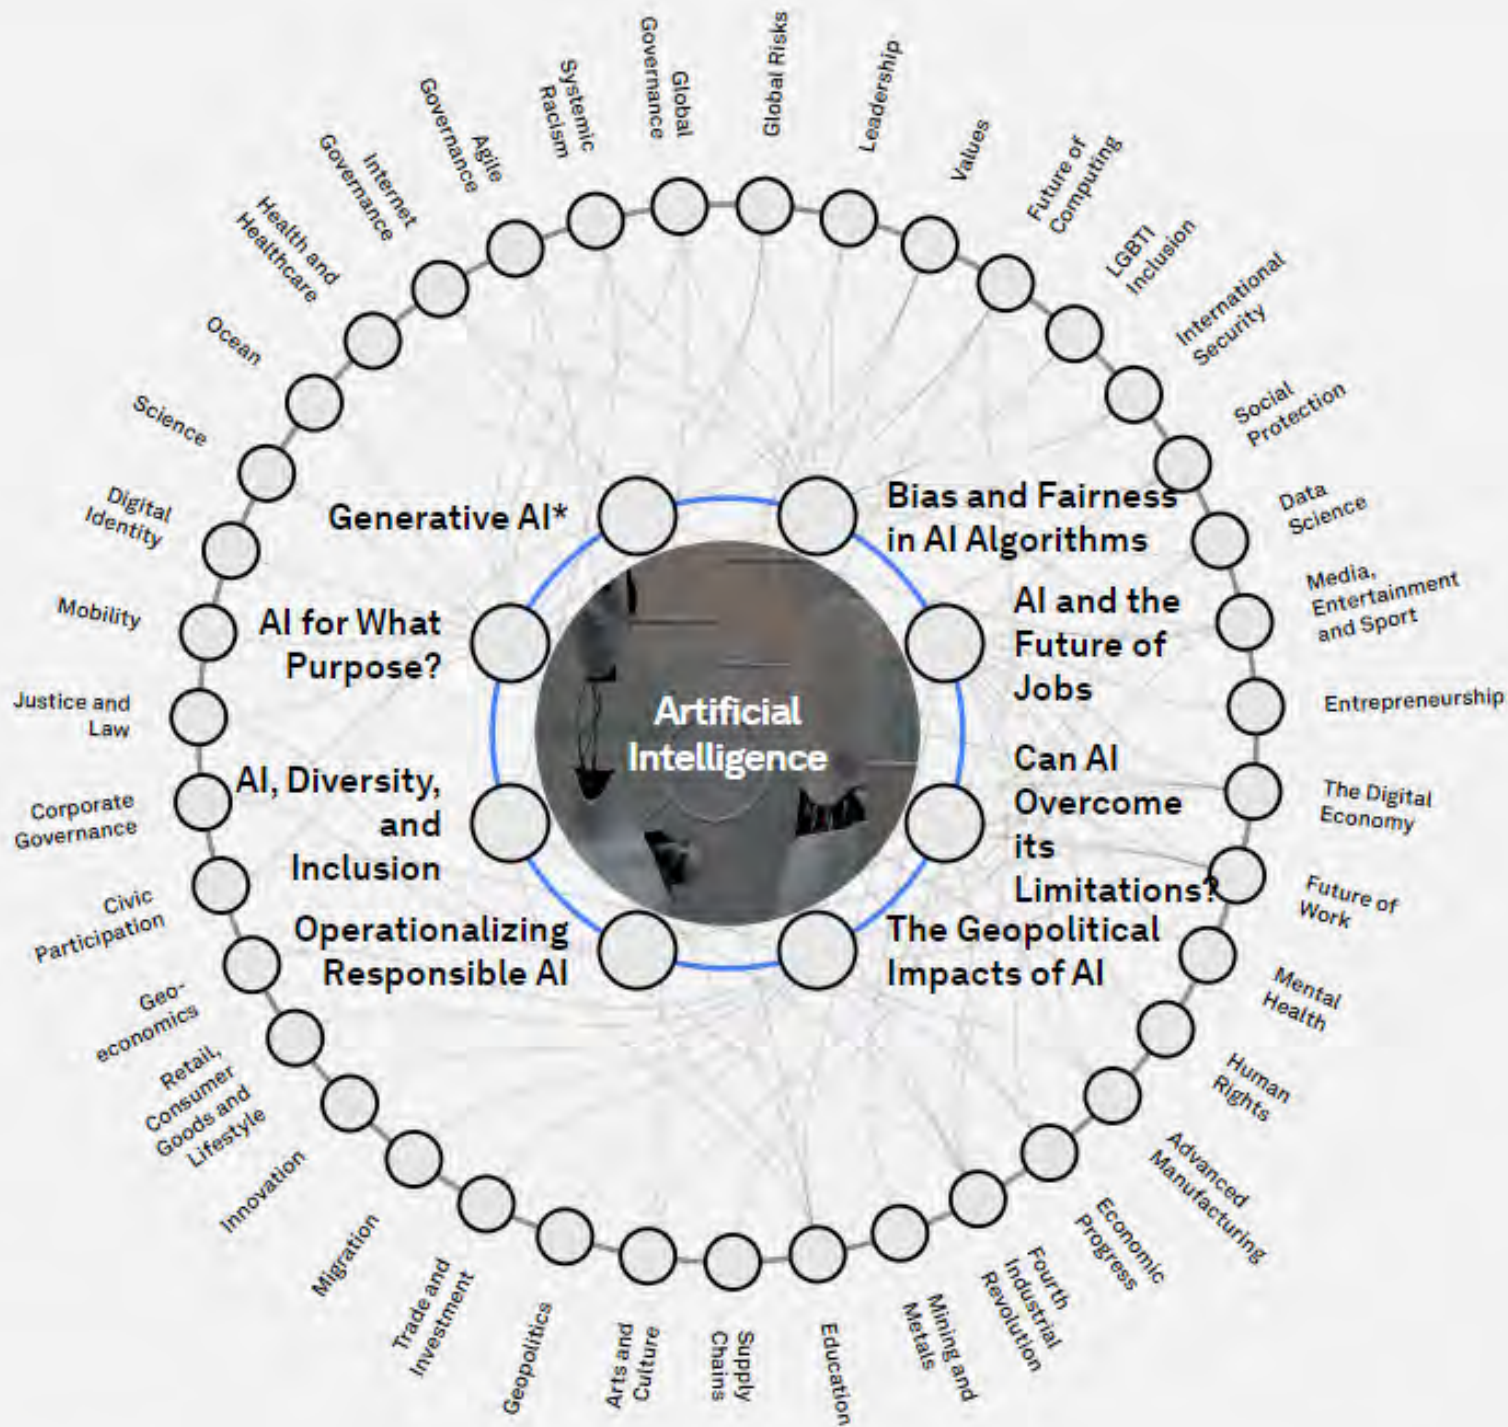 Global
Governance
Global Risks
Leadership
Values
Future of
Computing
LGBTI
Inclusion
International
Security
Social
Protection
Data
Science
Media,
Entertainment
and Sport
Entrepreneurship
The Digital
Economy
Future of
Work
Mental
Health
Human
Rights
Advanced
Manufacturing
Economic
Progress
Fourth
Industrial
Revolution
Mining and
Metals
Education
Supply
Chains
Arts and
Culture
Geopolitics
Trade and
Investment
Migration
Innovation
Retail,
Consumer
Goods and
Lifestyle
Geo-
economics
Civic
Participation
Corporate
Governance
Justice and
Law
Mobility
Digital
Identity
Science
Ocean
Health and
Healthcare
Internet
Governance
Agile
Governance
Systemic
Racism
Generative AI*
Bias and Fairness
in AI Algorithms
AI for What
Purpose?
AI and the
Future of
Jobs
Artificial
Intelligence
AI, Diversity,
and
Inclusion
Can AI
Overcome
its
Limitations?
Operationalizing
Responsible AI
The Geopolitical
Impacts of AI